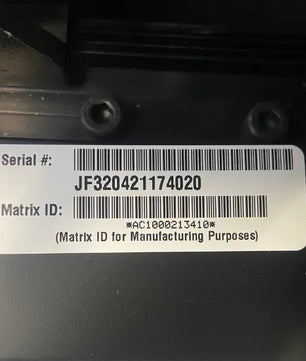 Serial #:
JF320421174020
Matrix ID:
*AC1000213410*
(Matrix ID for Manufacturing Purposes)